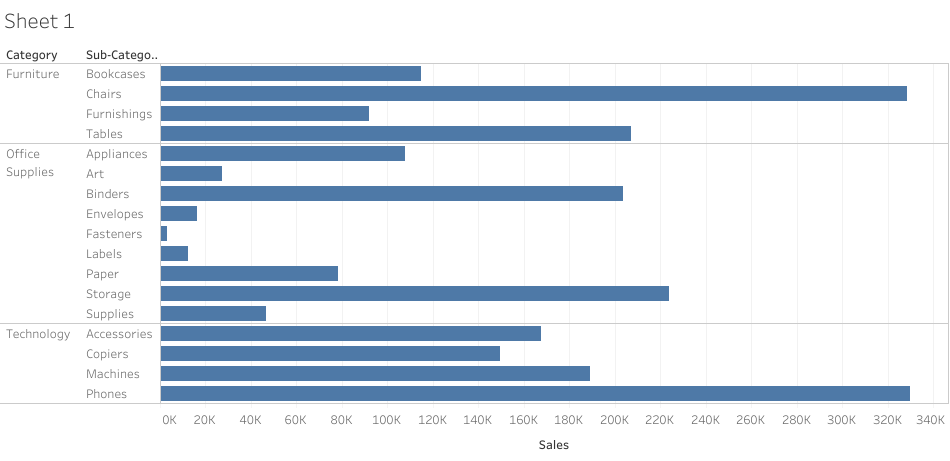 Sheet 1
Category Sub-Catego..
Furniture Bookcases
Chairs
Furnishings
Tables
Office Appliances
Supplies Art
Binders
Envelopes
Fasteners
Labels
Paper
Storage
Supplies
Technology Accessories
Copiers
Machines
Phones
0K 20K 40K 60K 80K 100K 120K 140K 160K 180K 200K 220K 240K 260K 280K 300K 320K 340K
Sales